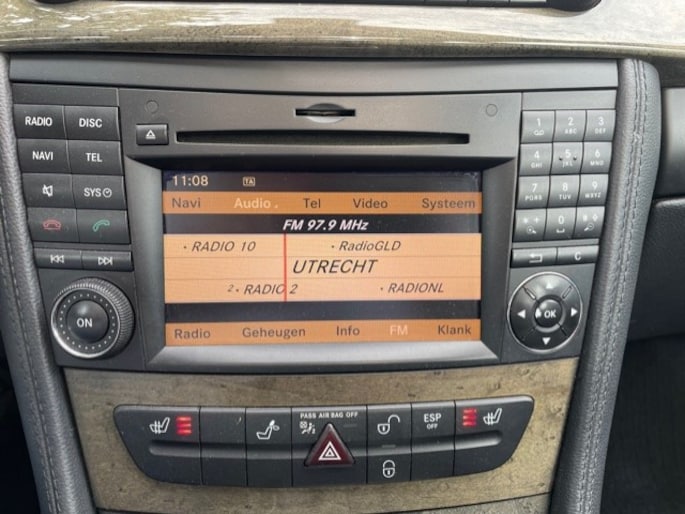 RADIO DISC
NAVI TEL
SYS
ON
1 2 ABC 3 DEF
4 GHI 5 JKL 6 MNO
7 PQRS 8 TUV 9 WXYZ
* 0 #
C
OK
11:08 TA
Navi Audio Tel Video Systeem
FM 97.9 MHz
• RADIO 10 • RadioGLD
UTRECHT
2 • RADIO 2 • RADIONL
Radio Geheugen Info FM Klank
PASS AIR BAG OFF
ESP
OFF